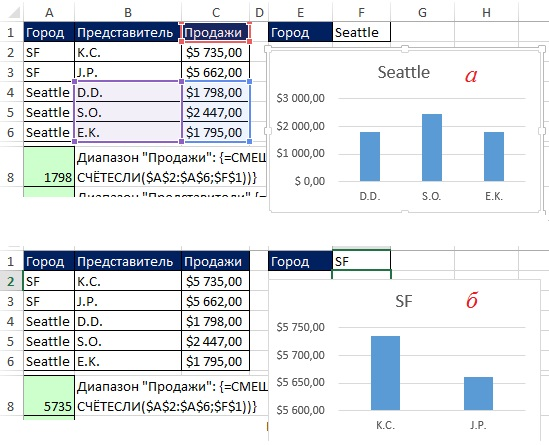 A B C D E F G H
1 Город Представитель Продажи Город Seattle
2 SF K.C. $5 735,00
3 SF J.P. $5 662,00
4 Seattle D.D. $1 798,00
5 Seattle S.O. $2 447,00
6 Seattle E.K. $1 795,00
8 1798 Диапазон "Продажи": {=СМЕЩ
СЧЁТЕСЛИ($A$2:$A$6;$F$1))}
Seattle а
$3 000,00
$2 000,00
$1 000,00
$ 0,00
D.D. S.O. E.K.
1 Город Представитель Продажи Город SF
2 SF K.C. $5 735,00
3 SF J.P. $5 662,00
4 Seattle D.D. $1 798,00
5 Seattle S.O. $2 447,00
6 Seattle E.K. $1 795,00
8 5735 Диапазон "Продажи": {=СМЕЩ
СЧЁТЕСЛИ($A$2:$A$6;$F$1))}
SF б
$5 750,00
$5 700,00
$5 650,00
$5 600,00
K.C. J.P.